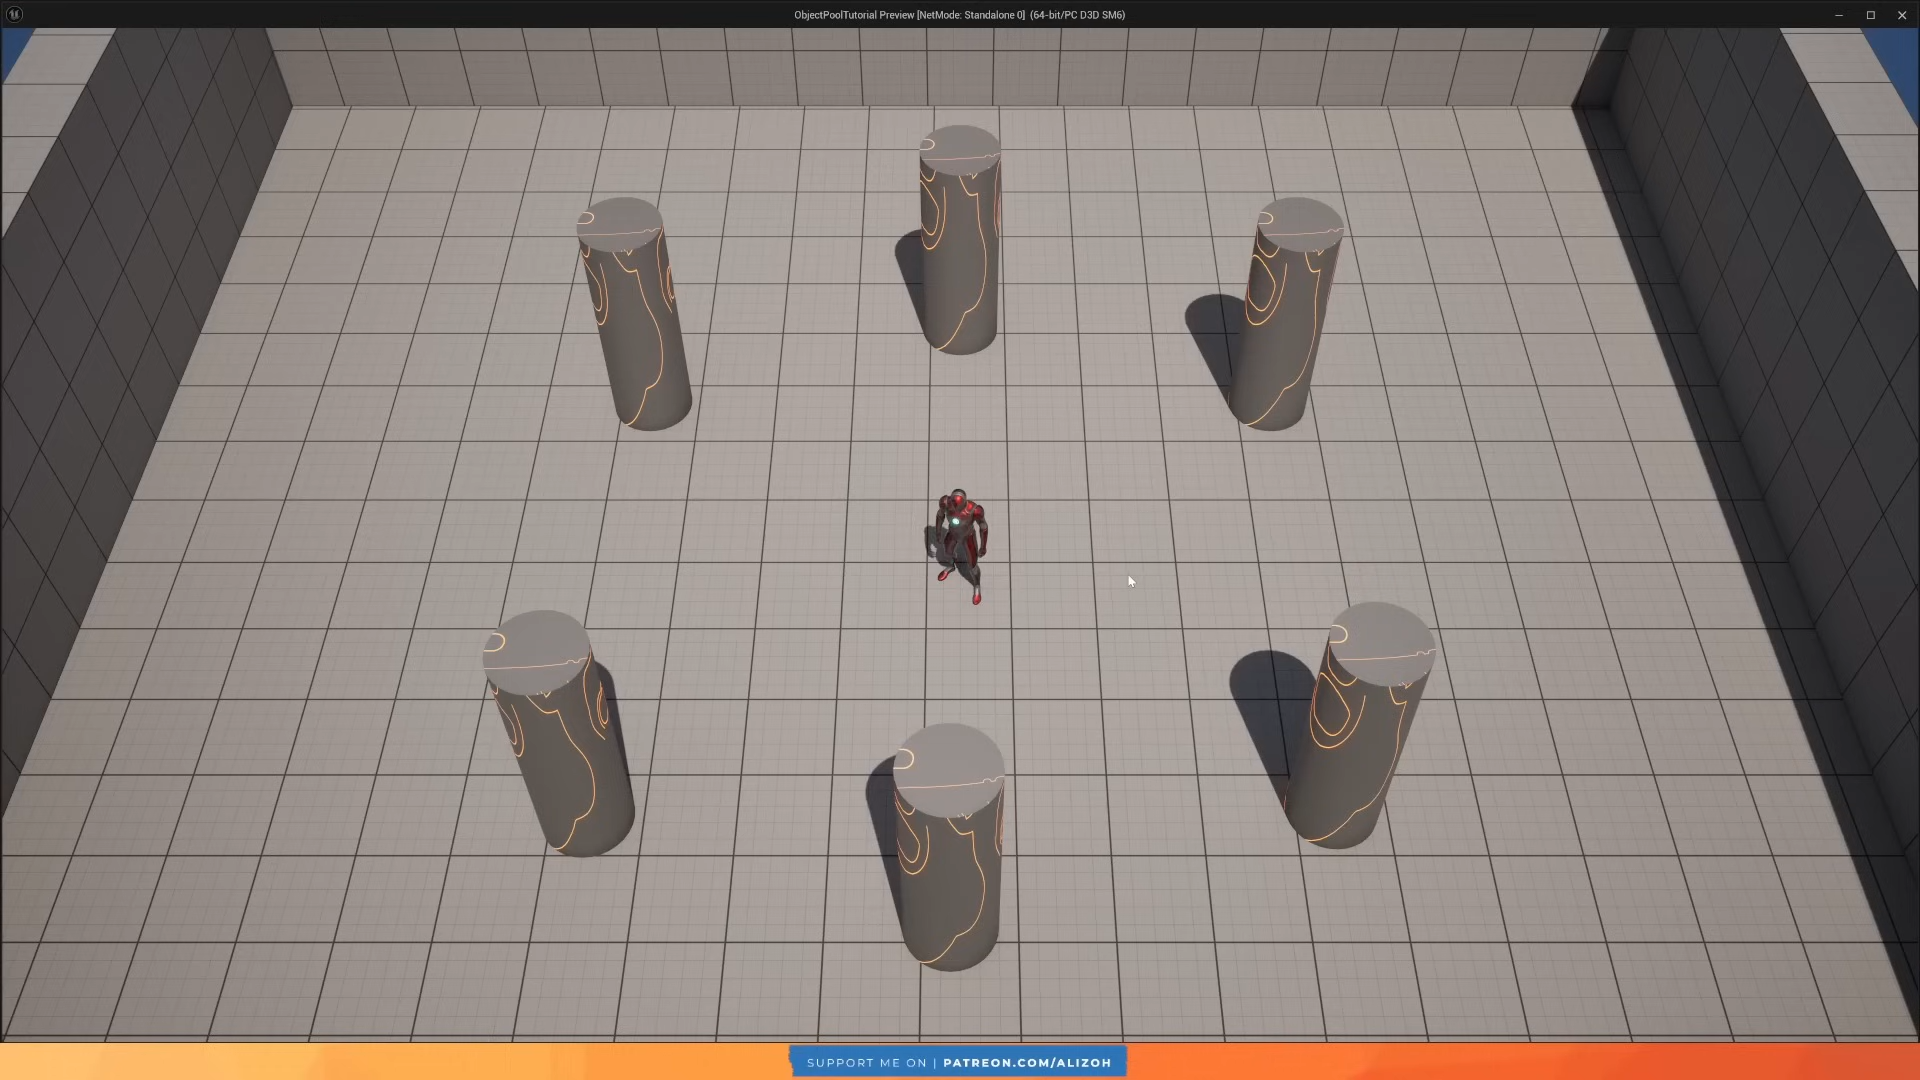 ObjectPoolTutorial Preview [NetMode: Standalone 0] (64-bit/PC D3D SM6)
SUPPORT ME ON | PATREON.COM/ALIZOH